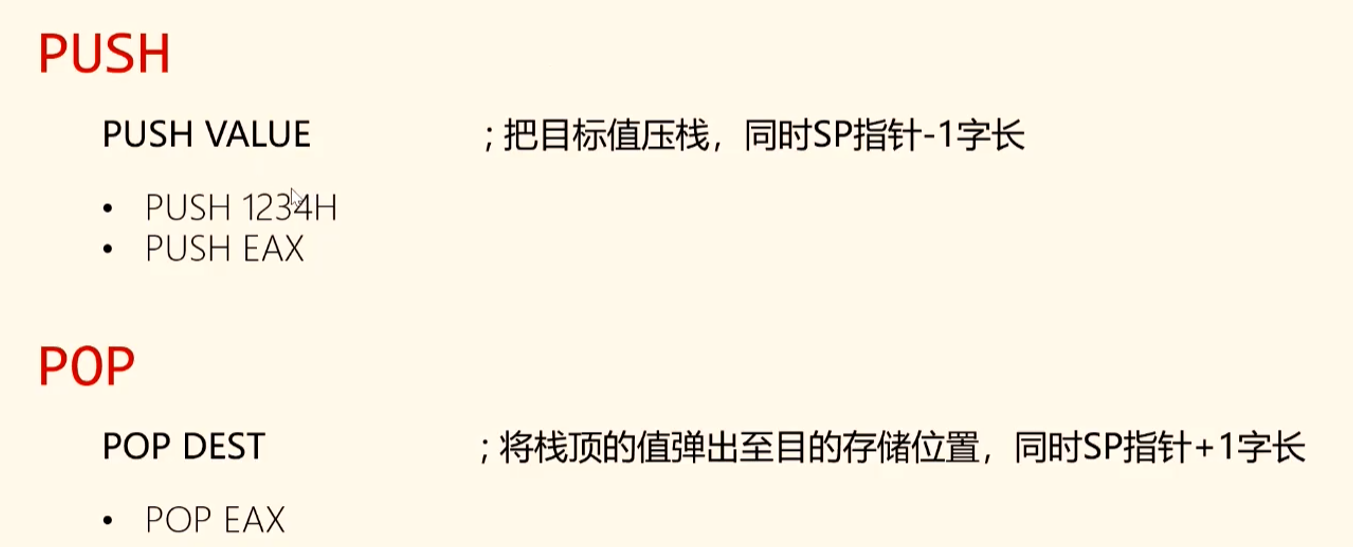 PUSH
PUSH VALUE ; 把目标值压栈，同时SP指针-1字长
• PUSH 1234H
• PUSH EAX
POP
POP DEST ; 将栈顶的值弹出至目的存储位置，同时SP指针+1字长
• POP EAX